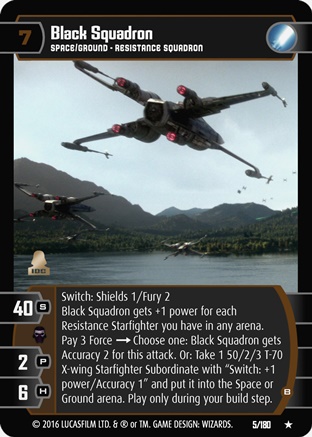 7
Black Squadron
SPACE/GROUND - RESISTANCE SQUADRON
100
40 S
2 P
6 H
Switch: Shields 1/Fury 2
Black Squadron gets +1 power for each
Resistance Starfighter you have in any arena.
Pay 3 Force → Choose one: Black Squadron gets
Accuracy 2 for this attack. Or: Take 1 50/2/3 T-70
X-wing Starfighter Subordinate with “Switch: +1
power/Accuracy 1” and put it into the Space or
Ground arena. Play only during your build step.
B
© 2016 LUCASFILM LTD. & ® or TM. GAME DESIGN: WIZARDS.
5/180